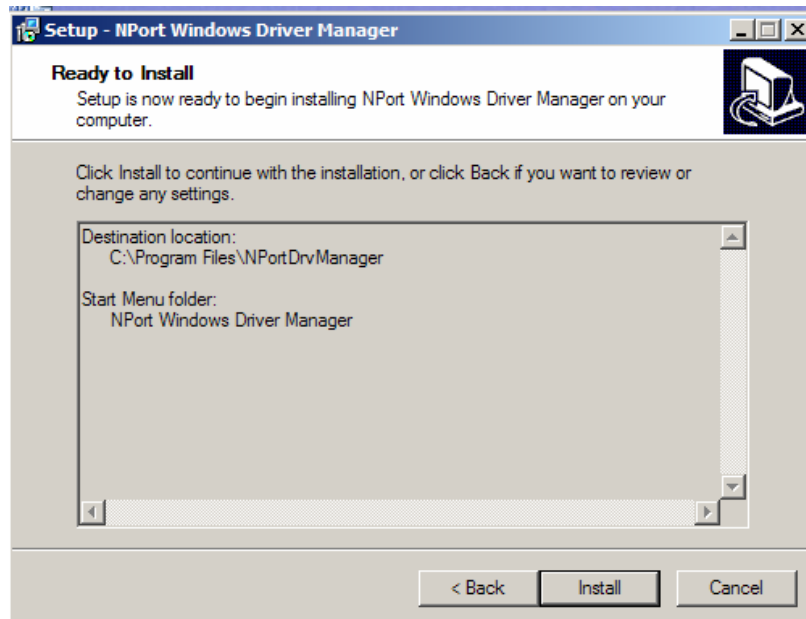 Setup - NPort Windows Driver Manager
Ready to Install
Setup is now ready to begin installing NPort Windows Driver Manager on your
computer.
Click Install to continue with the installation, or click Back if you want to review or
change any settings.
Destination location:
C:\Program Files\NPortDrvManager
Start Menu folder:
NPort Windows Driver Manager
< Back
Install
Cancel